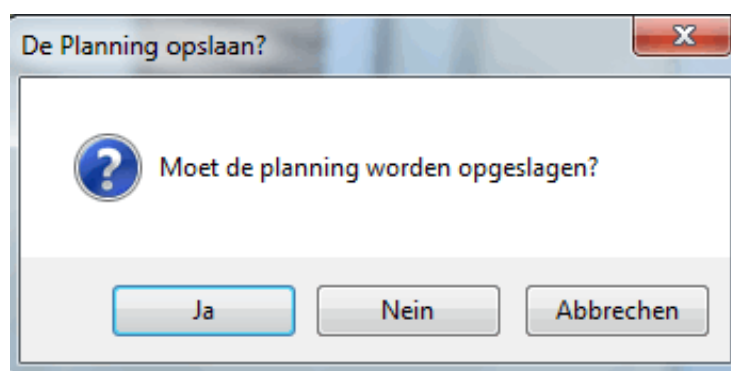 De Planning opslaan?
Moet de planning worden opgeslagen?
Ja Nein Abbrechen